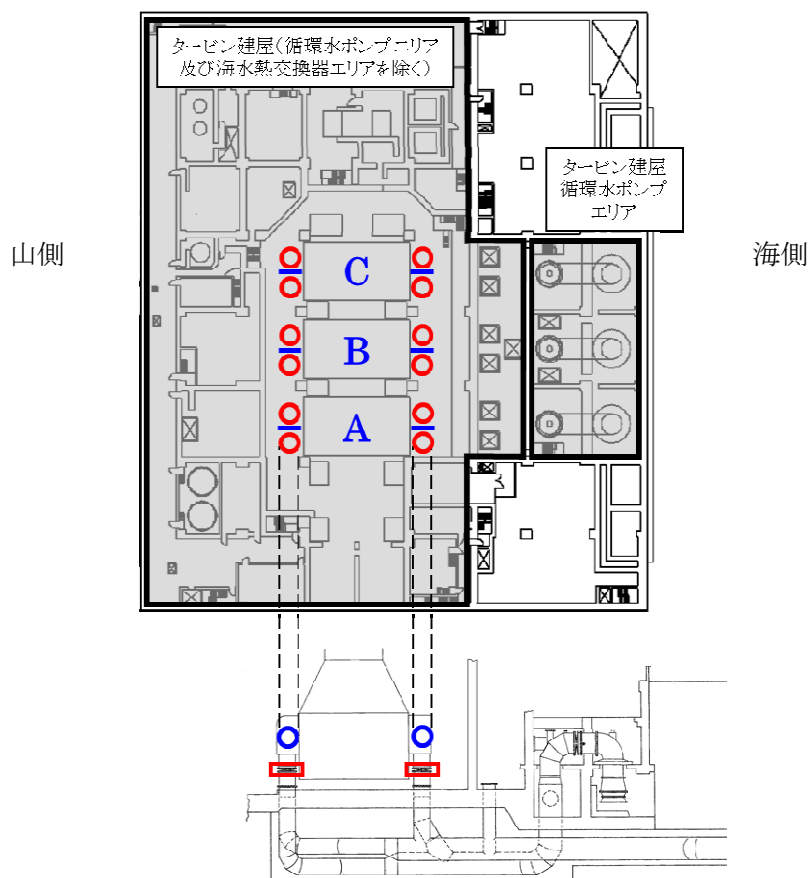 タービン建屋(循環水ポンプエリア
及び海水熱交換器エリアを除く)
タービン建屋
循環水ポンプ
エリア
山側
海側
C
B
A